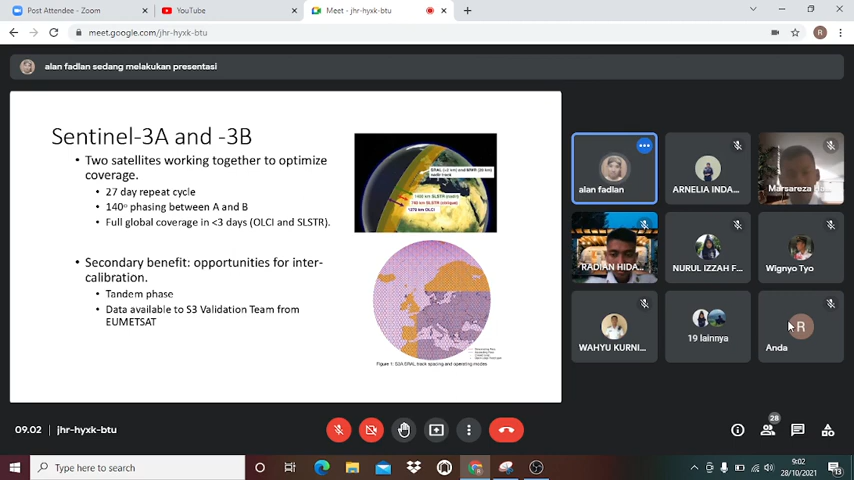 Post Attendee - Zoom
YouTube
Meet - jhr-hyxk-btu
meet.google.com/jhr-hyxk-btu
R
alan fadlan sedang melakukan presentasi
Sentinel-3A and -3B
• Two satellites working together to optimize
coverage.
• 27 day repeat cycle
• 140° phasing between A and B
• Full global coverage in <3 days (OLCI and SLSTR).
• Secondary benefit: opportunities for inter-
calibration.
• Tandem phase
• Data available to S3 Validation Team from
EUMETSAT
1270 km OLCI
Figure 1: S3A SRAL track spacing and operating modes
alan fadlan
ARNELIA INDA...
Marsareza
RADIAN HIDA...
NURUL IZZAH F...
Wignyo Tyo
WAHYU KURNI...
19 lainnya
R
Anda
09.02
jhr-hyxk-btu
28
Type here to search
9:02
28/10/2021
13